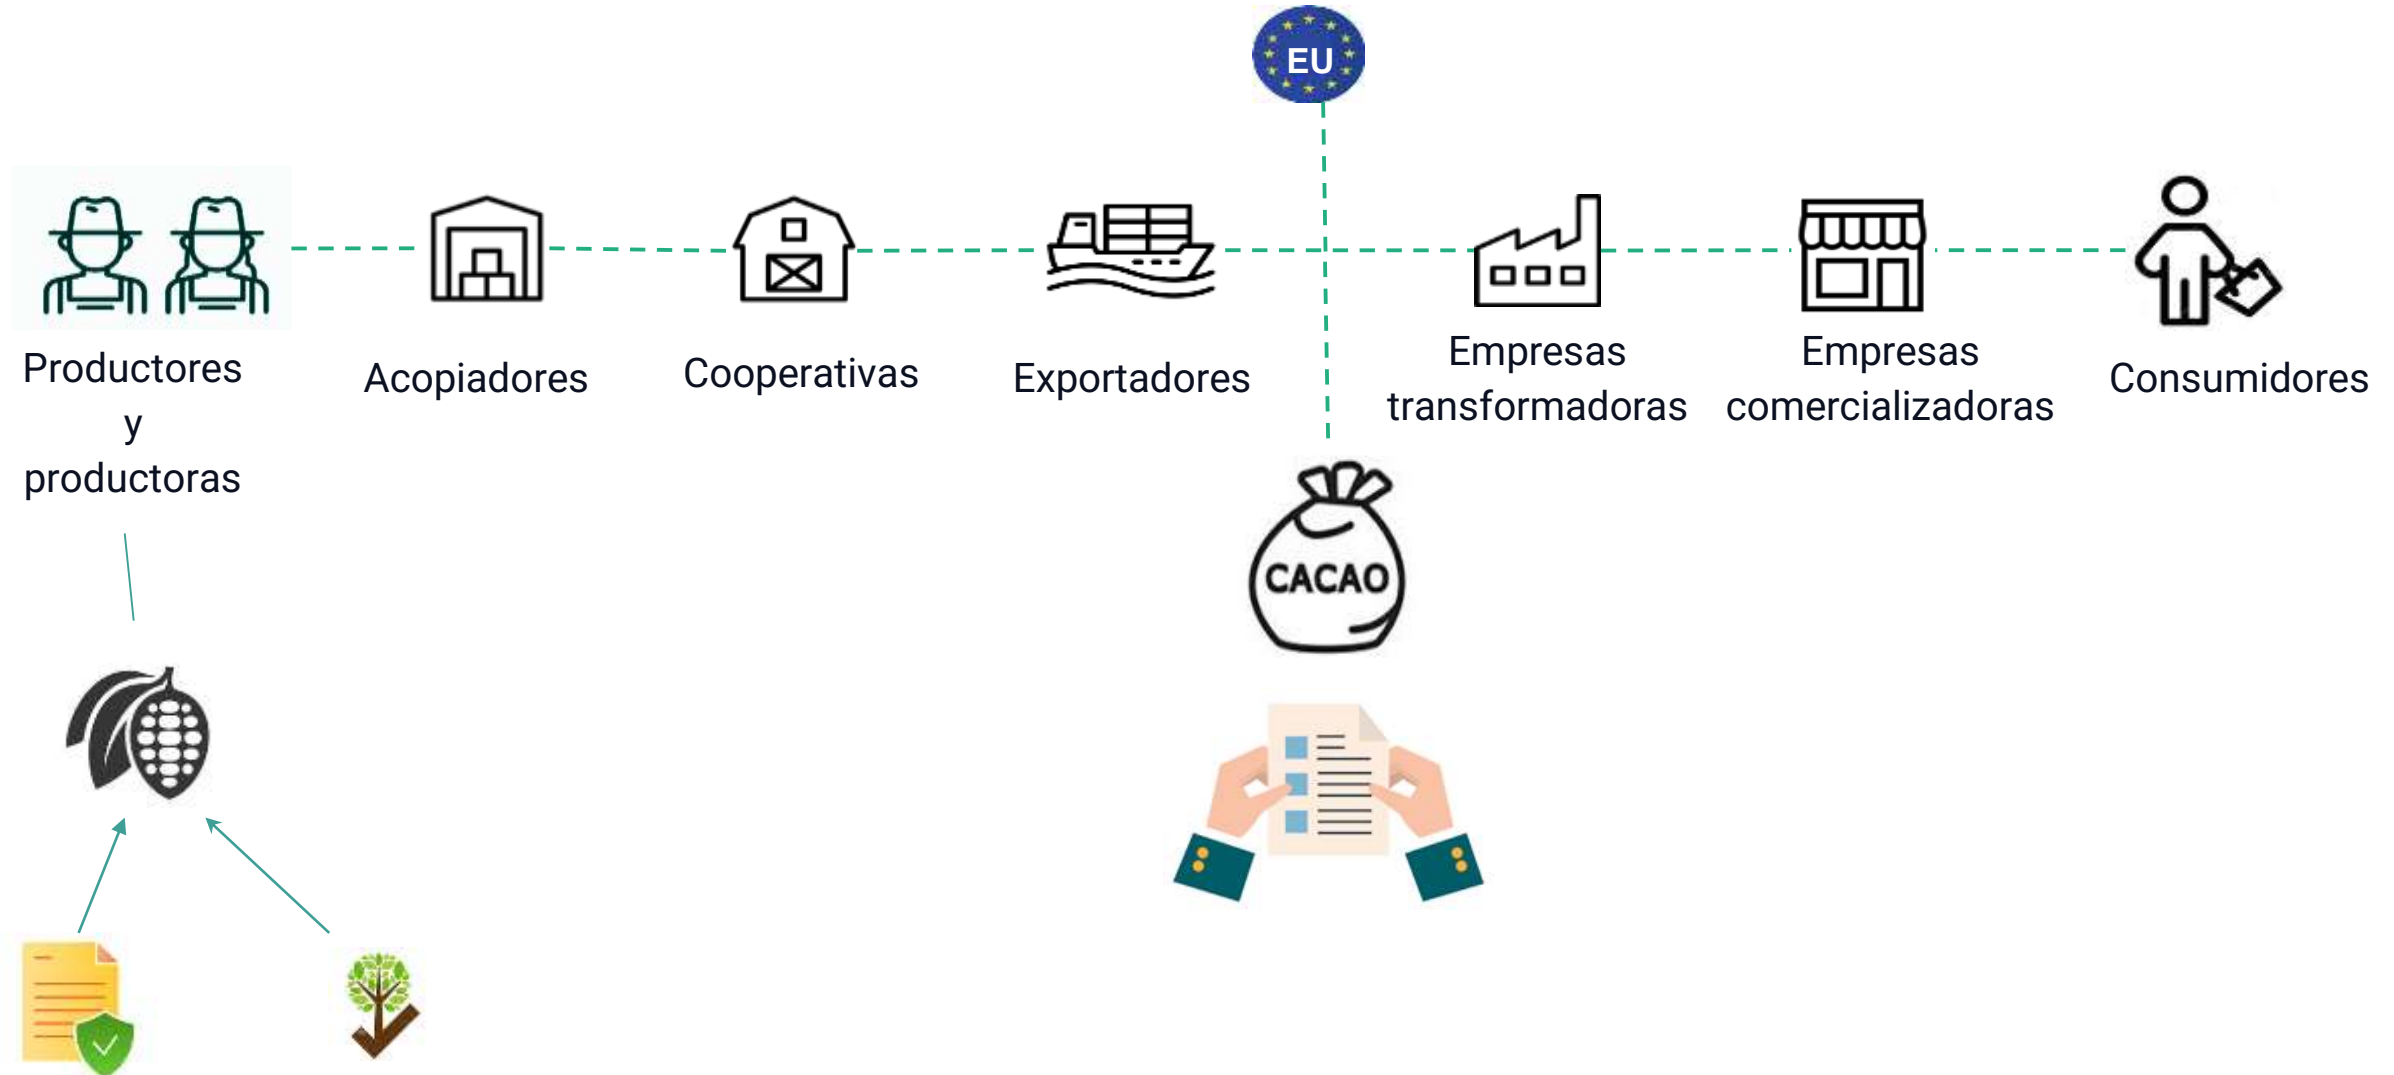 EU
Productores
y
productoras
Acopiadores
Cooperativas
Exportadores
Empresas
transformadoras
Empresas
comercializadoras
Consumidores
CACAO